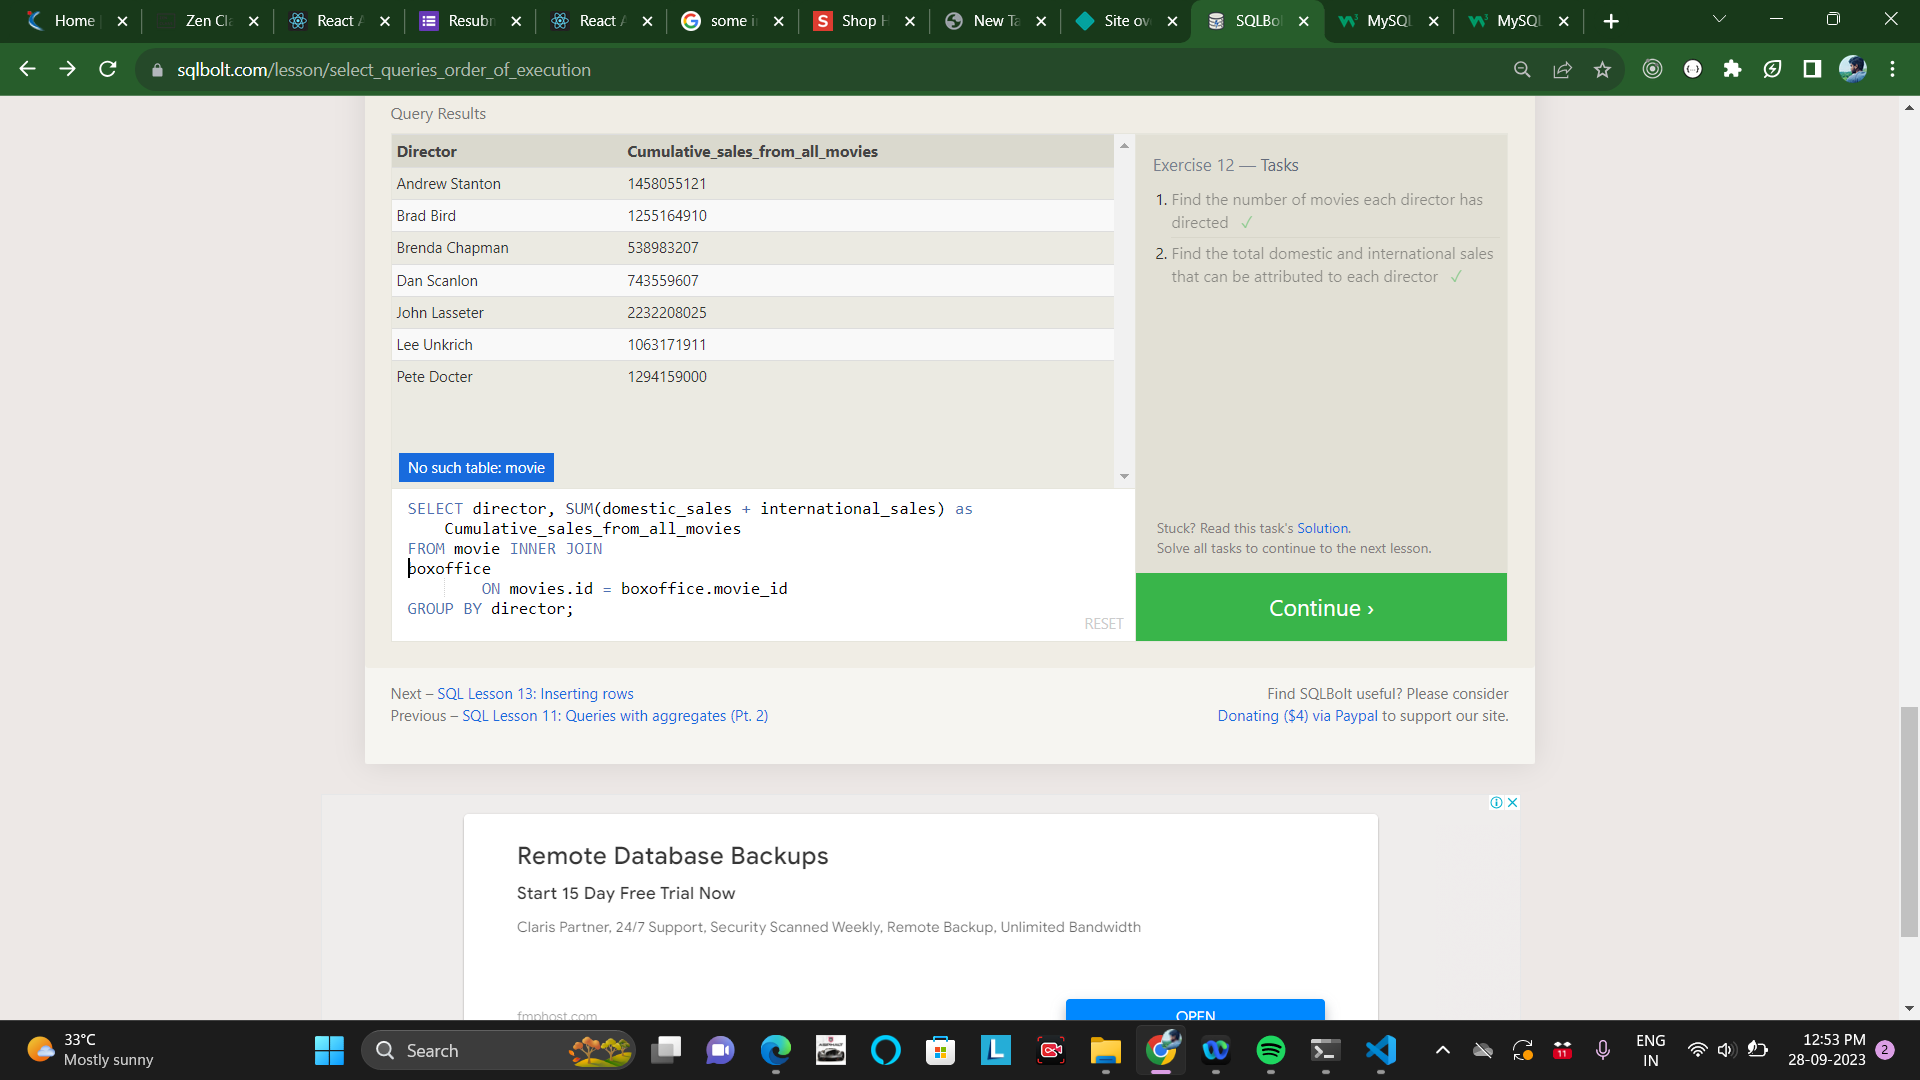 Home
Zen Cla
React A
Resubm
React A
some i
Shop H
New Ta
Site ov
SQLBol
MySQL
MySQL
sqlbolt.com/lesson/select_queries_order_of_execution
Query Results
Director Cumulative_sales_from_all_movies
Andrew Stanton 1458055121
Brad Bird 1255164910
Brenda Chapman 538983207
Dan Scanlon 743559607
John Lasseter 2232208025
Lee Unkrich 1063171911
Pete Docter 1294159000
No such table: movie
SELECT director, SUM(domestic_sales + international_sales) as
Cumulative_sales_from_all_movies
FROM movie INNER JOIN
boxoffice
ON movies.id = boxoffice.movie_id
GROUP BY director;
RESET
Exercise 12 — Tasks
1. Find the number of movies each director has
directed ✓
2. Find the total domestic and international sales
that can be attributed to each director ✓
Stuck? Read this task's Solution.
Solve all tasks to continue to the next lesson.
Continue ›
Next – SQL Lesson 13: Inserting rows
Previous – SQL Lesson 11: Queries with aggregates (Pt. 2)
Find SQLBolt useful? Please consider
Donating ($4) via Paypal to support our site.
Remote Database Backups
Start 15 Day Free Trial Now
Claris Partner, 24/7 Support, Security Scanned Weekly, Remote Backup, Unlimited Bandwidth
fmphost.com
OPEN
33°C
Mostly sunny
Search
11
ENG
IN
12:53 PM
28-09-2023
2